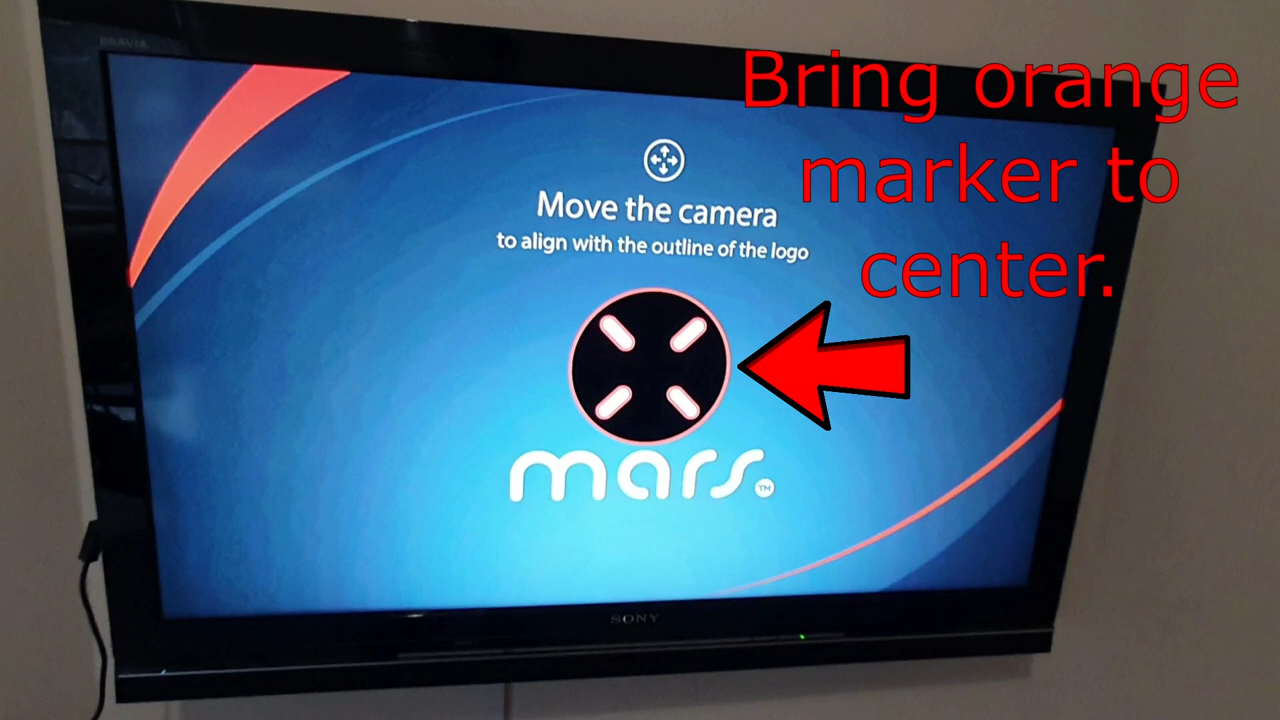 BRAVIA
Bring orange
marker to
center.
Move the camera
to align with the outline of the logo
mars.
TM
SONY